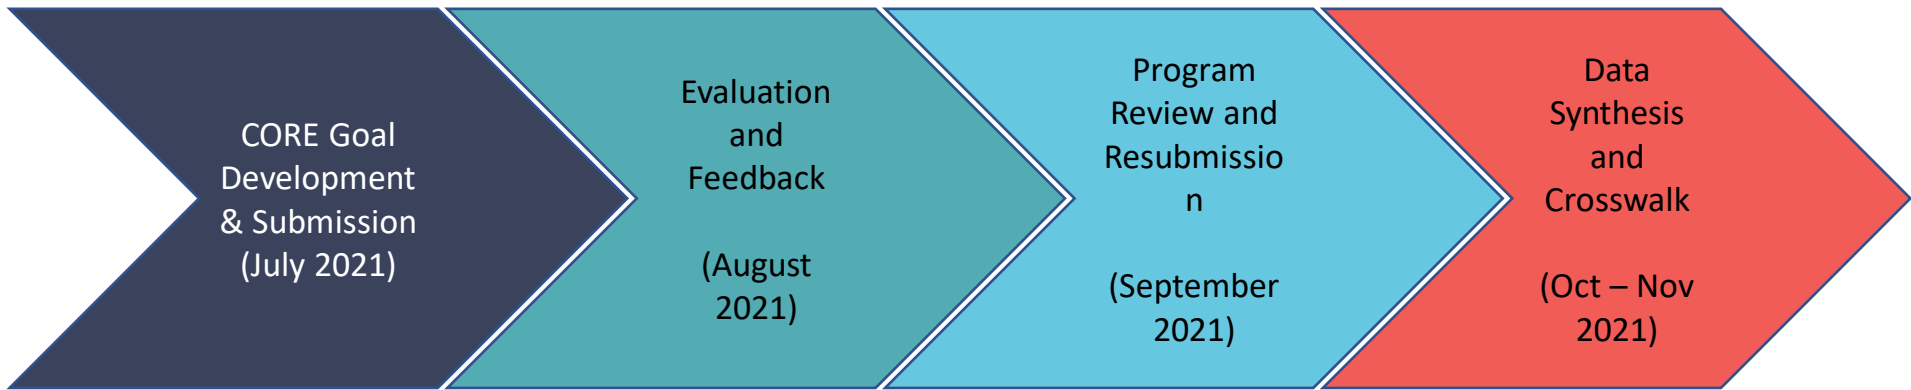 CORE Goal
Development
& Submission
(July 2021)
Evaluation
and
Feedback
(August
2021)
Program
Review and
Resubmissio
n
(September
2021)
Data
Synthesis
and
Crosswalk
(Oct – Nov
2021)